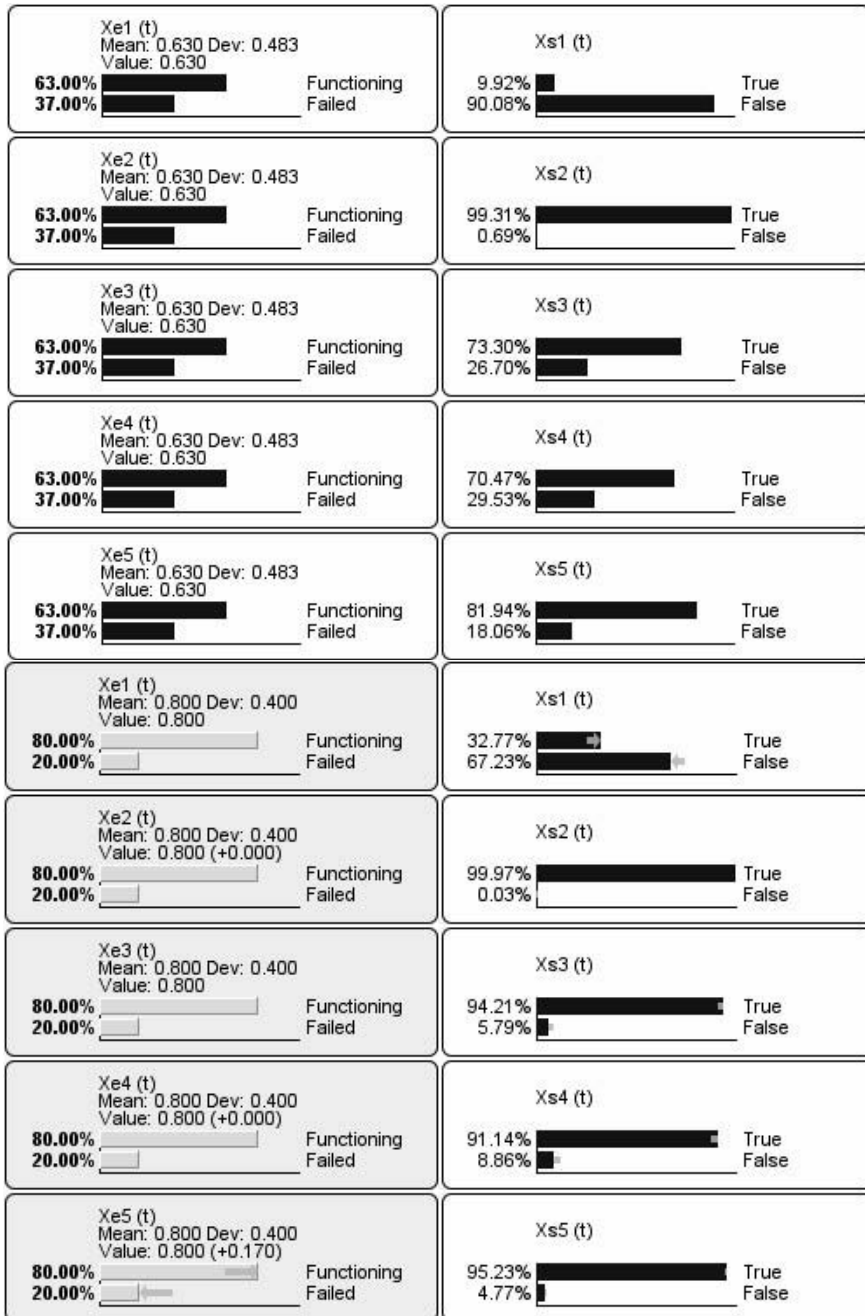 Xe1 (t)
Mean: 0.630 Dev: 0.483
Value: 0.630
63.00% Functioning
37.00% Failed
Xs1 (t)
9.92% True
90.08% False
Xe2 (t)
Mean: 0.630 Dev: 0.483
Value: 0.630
63.00% Functioning
37.00% Failed
Xs2 (t)
99.31% True
0.69% False
Xe3 (t)
Mean: 0.630 Dev: 0.483
Value: 0.630
63.00% Functioning
37.00% Failed
Xs3 (t)
73.30% True
26.70% False
Xe4 (t)
Mean: 0.630 Dev: 0.483
Value: 0.630
63.00% Functioning
37.00% Failed
Xs4 (t)
70.47% True
29.53% False
Xe5 (t)
Mean: 0.630 Dev: 0.483
Value: 0.630
63.00% Functioning
37.00% Failed
Xs5 (t)
81.94% True
18.06% False
Xe1 (t)
Mean: 0.800 Dev: 0.400
Value: 0.800
80.00% Functioning
20.00% Failed
Xs1 (t)
32.77% True
67.23% False
Xe2 (t)
Mean: 0.800 Dev: 0.400
Value: 0.800 (+0.000)
80.00% Functioning
20.00% Failed
Xs2 (t)
99.97% True
0.03% False
Xe3 (t)
Mean: 0.800 Dev: 0.400
Value: 0.800
80.00% Functioning
20.00% Failed
Xs3 (t)
94.21% True
5.79% False
Xe4 (t)
Mean: 0.800 Dev: 0.400
Value: 0.800 (+0.000)
80.00% Functioning
20.00% Failed
Xs4 (t)
91.14% True
8.86% False
Xe5 (t)
Mean: 0.800 Dev: 0.400
Value: 0.800 (+0.170)
80.00% Functioning
20.00% Failed
Xs5 (t)
95.23% True
4.77% False